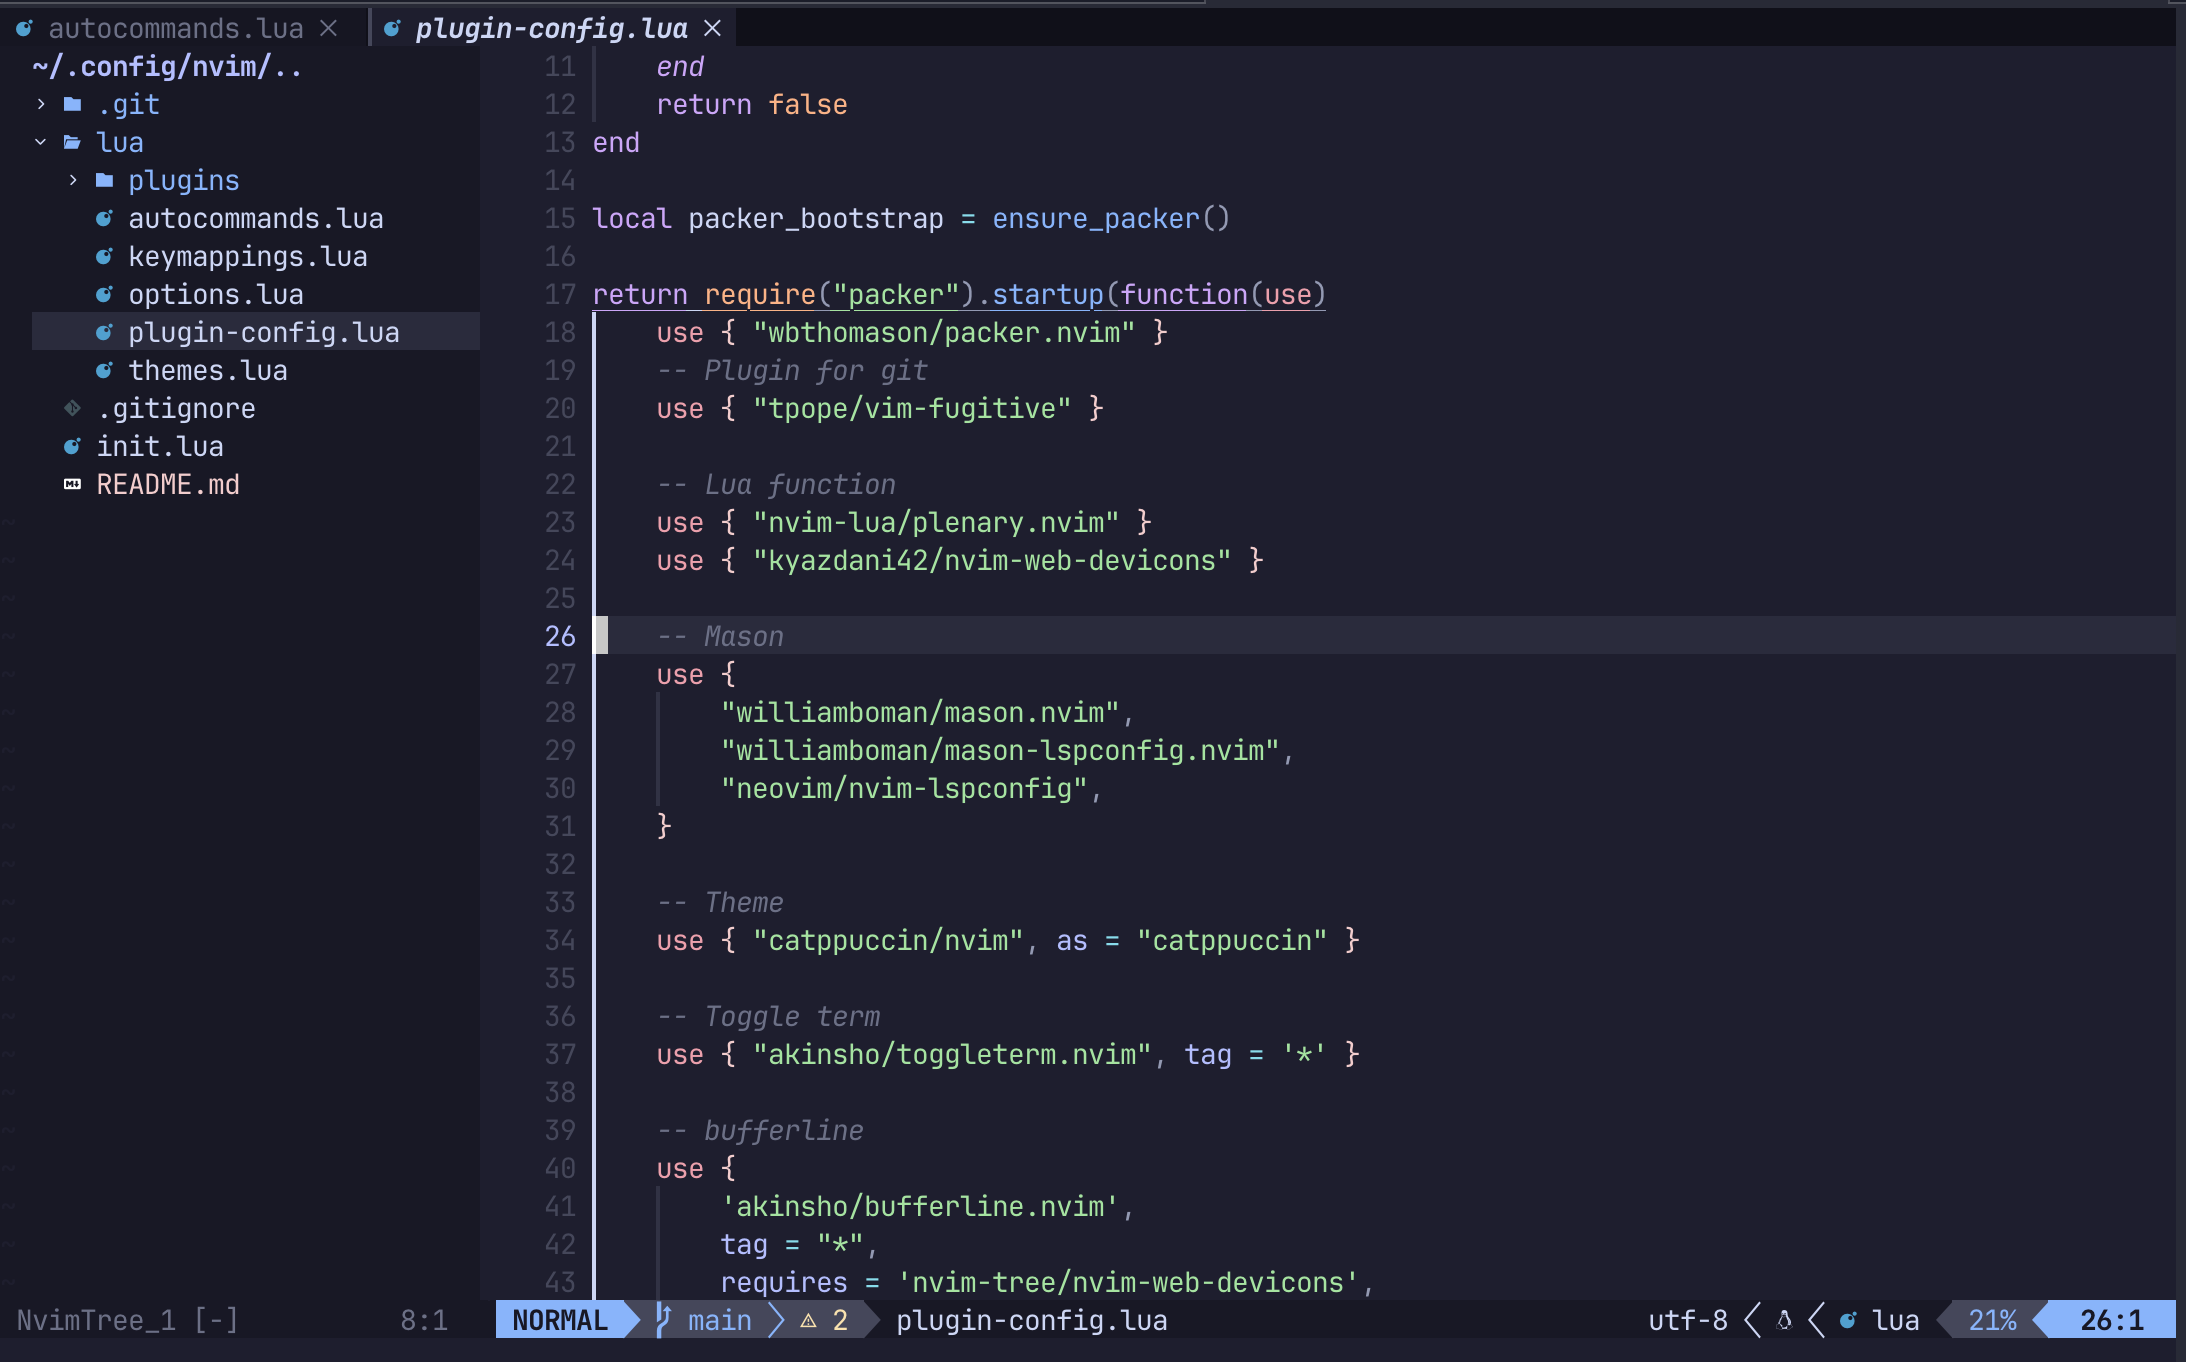 autocommands.lua
plugin-config.lua
~/.config/nvim/..
.git
lua
plugins
autocommands.lua
keymappings.lua
options.lua
plugin-config.lua
themes.lua
.gitignore
init.lua
README.md
11         end
12         return false
13 end
14
15 local packer_bootstrap = ensure_packer()
16
17 return require("packer").startup(function(use)
18     use { "wbthomason/packer.nvim" }
19     -- Plugin for git
20     use { "tpope/vim-fugitive" }
21
22     -- Lua function
23     use { "nvim-lua/plenary.nvim" }
24     use { "kyazdani42/nvim-web-devicons" }
25
26     -- Mason
27     use {
28         "williamboman/mason.nvim",
29         "williamboman/mason-lspconfig.nvim",
30         "neovim/nvim-lspconfig",
31     }
32
33     -- Theme
34     use { "catppuccin/nvim", as = "catppuccin" }
35
36     -- Toggle term
37     use { "akinsho/toggleterm.nvim", tag = '*' }
38
39     -- bufferline
40     use {
41         'akinsho/bufferline.nvim',
42         tag = "*",
43         requires = 'nvim-tree/nvim-web-devicons',
NvimTree_1 [-] 8:1 NORMAL main 2 plugin-config.lua utf-8 lua 21% 26:1